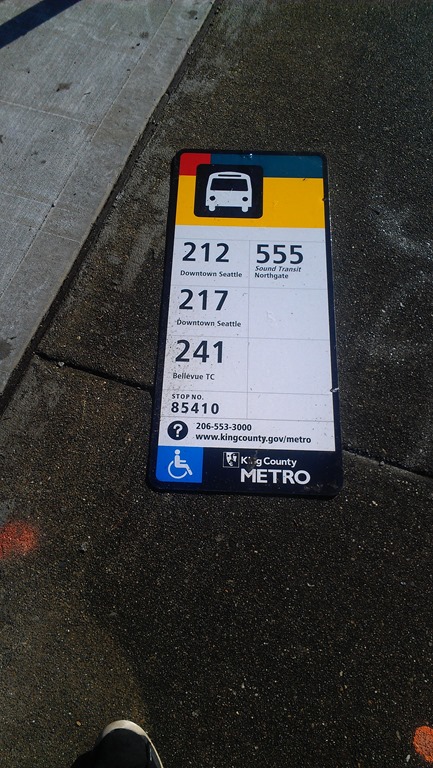 212
Downtown Seattle
555
Sound Transit
Northgate
217
Downtown Seattle
241
Bellevue TC
STOP NO.
85410
? 206-553-3000
www.kingcounty.gov/metro
King County
METRO